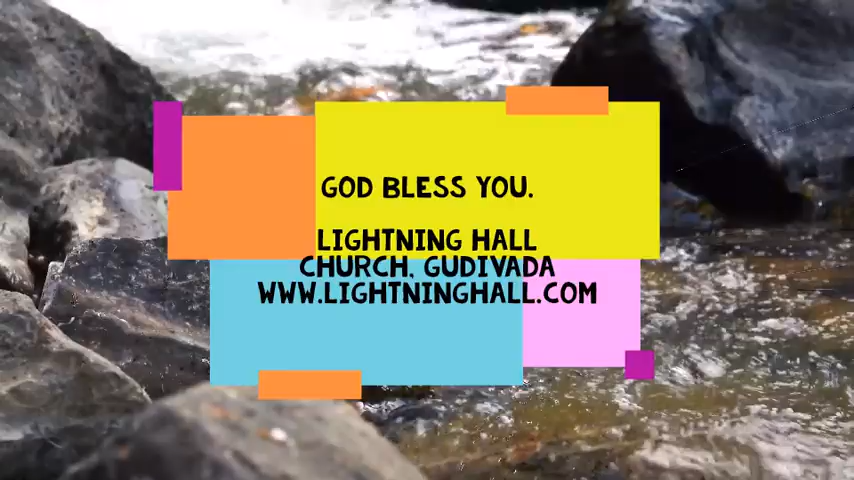 GOD BLESS YOU.
LIGHTNING HALL
CHURCH, GUDIVADA
WWW.LIGHTNINGHALL.COM